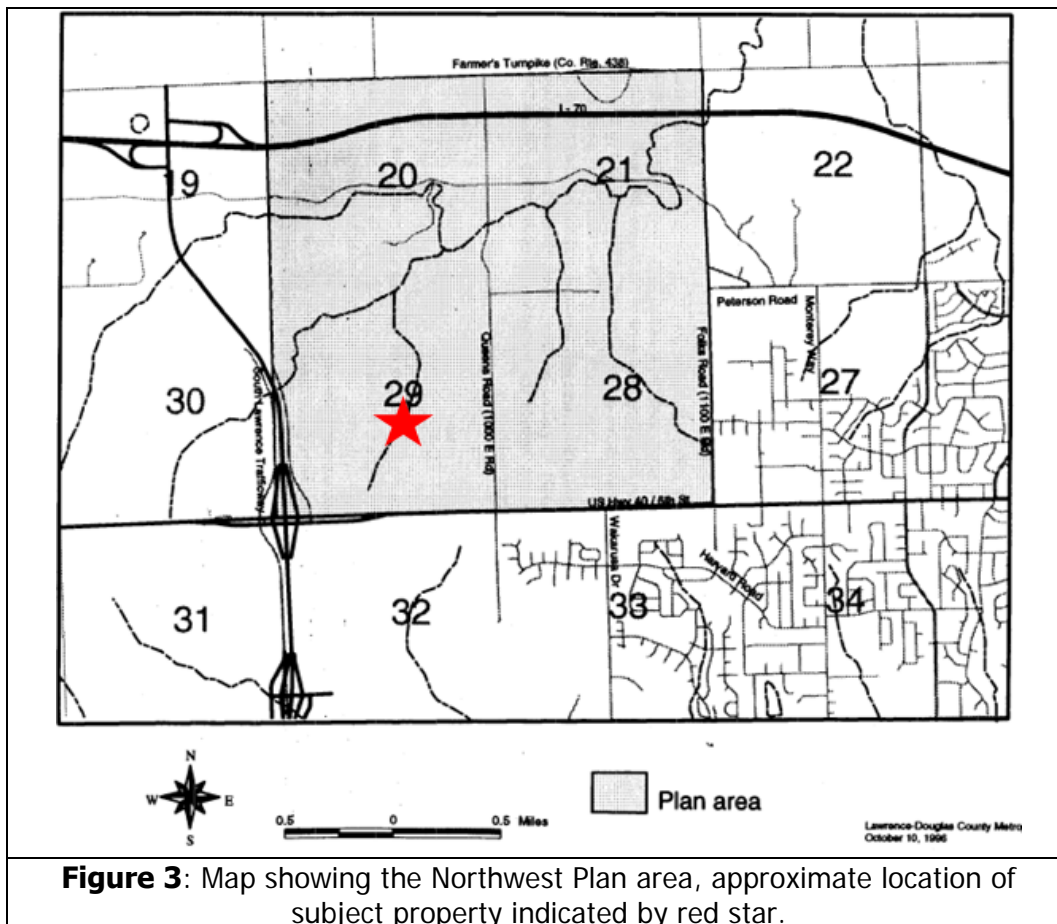 Farmer's Turnpike (Co. Rte. 438)
I - 70
19
20
21
22
Peterson Road
Monterey Way
Queens Road (1000 E Rd)
Folks Road (1100 E Rd)
South Lawrence Trafficway
30
29
28
27
US Hwy 40 / 6th St
Wakarusa Dr
Harvard Road
31
32
33
34
N
W
E
S
0.5
0
0.5 Miles
Plan area
Lawrence-Douglas County Metro
October 10, 1996
Figure 3: Map showing the Northwest Plan area, approximate location of
subject property indicated by red star.